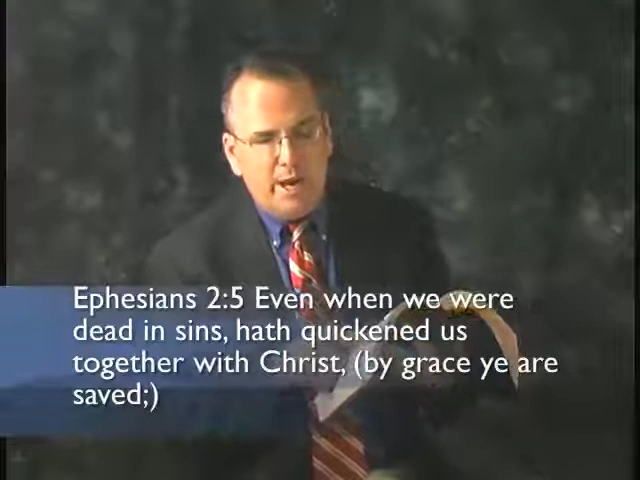 Ephesians 2:5 Even when we were
dead in sins, hath quickened us
together with Christ, (by grace ye are
saved;)